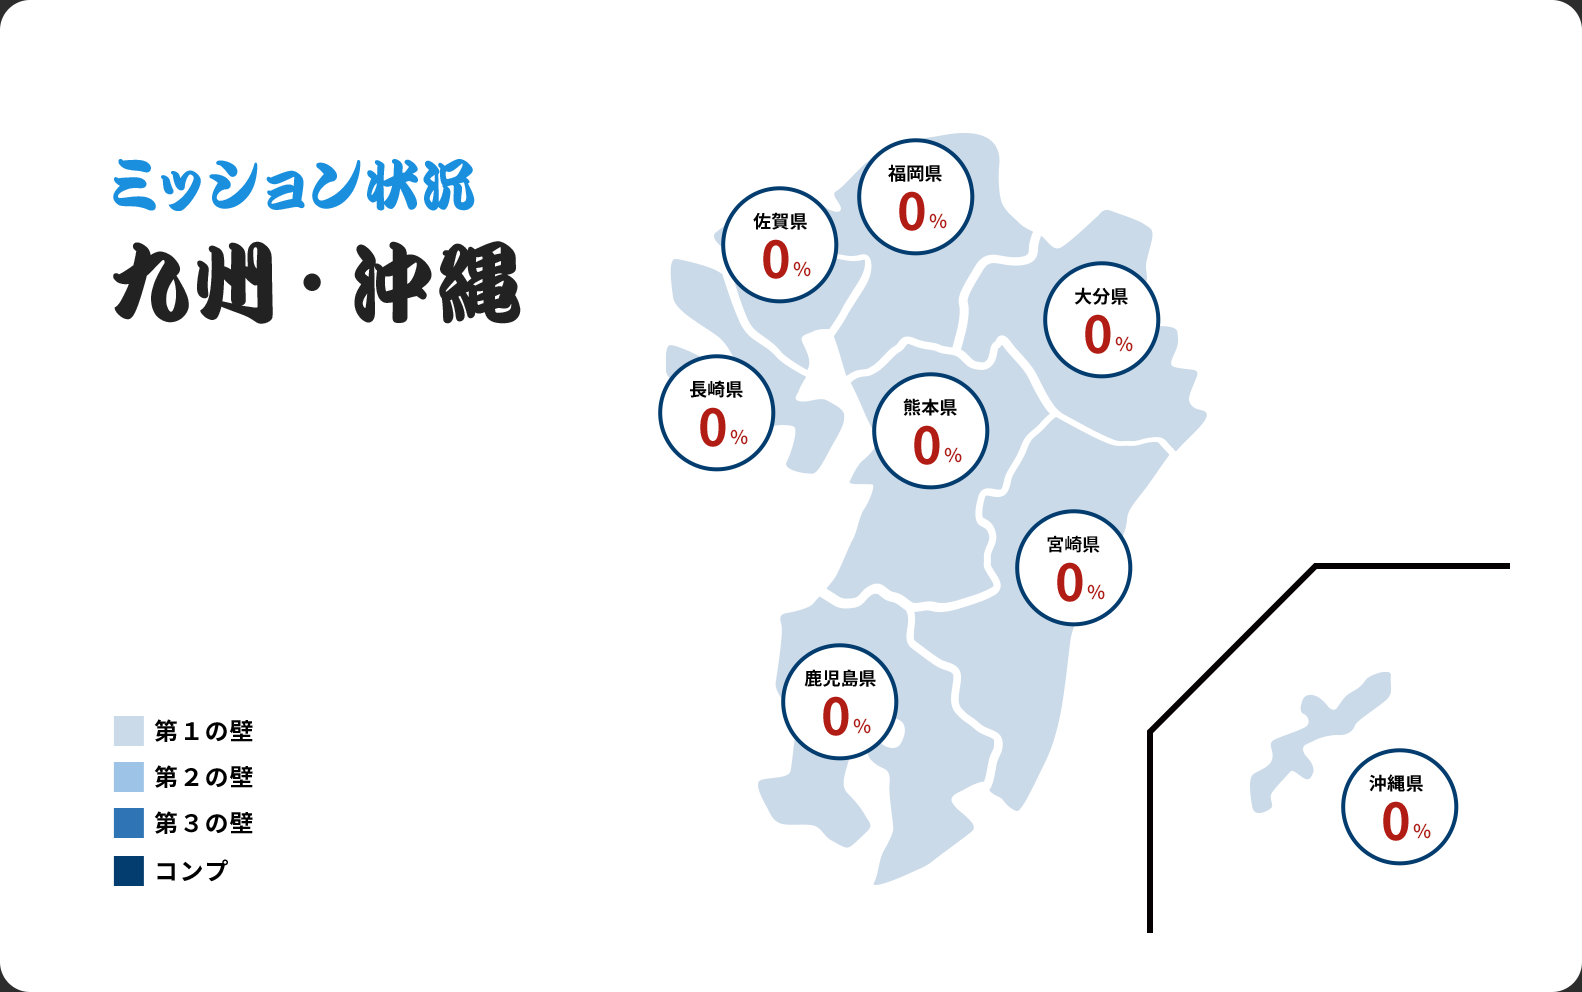 ミッション状況
九州・沖縄
福岡県
0%
佐賀県
0%
大分県
0%
長崎県
0%
熊本県
0%
宮崎県
0%
鹿児島県
0%
沖縄県
0%
第１の壁
第２の壁
第３の壁
コンプ